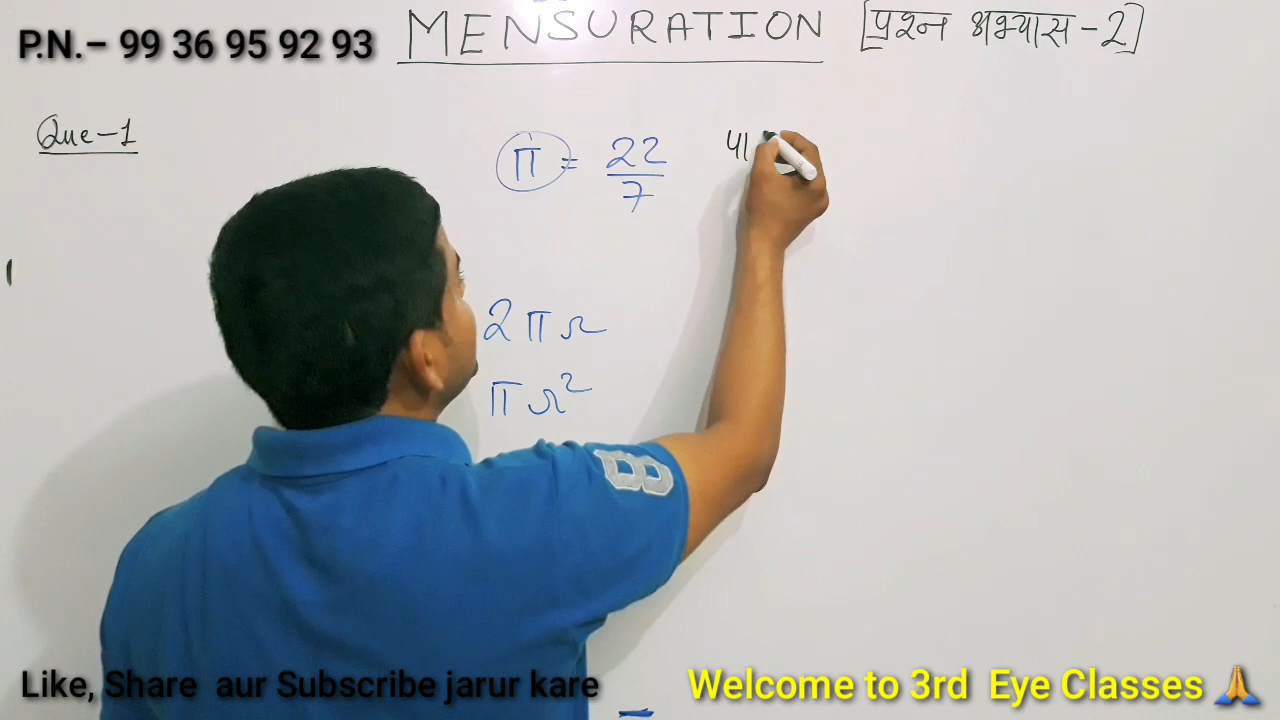 P.N.– 99 36 95 92 93
MENSURATION [प्रश्न अभ्यास -2]
Que-1
π = 22/7
2πr
πr²
Like, Share aur Subscribe jarur kare
Welcome to 3rd Eye Classes 🙏